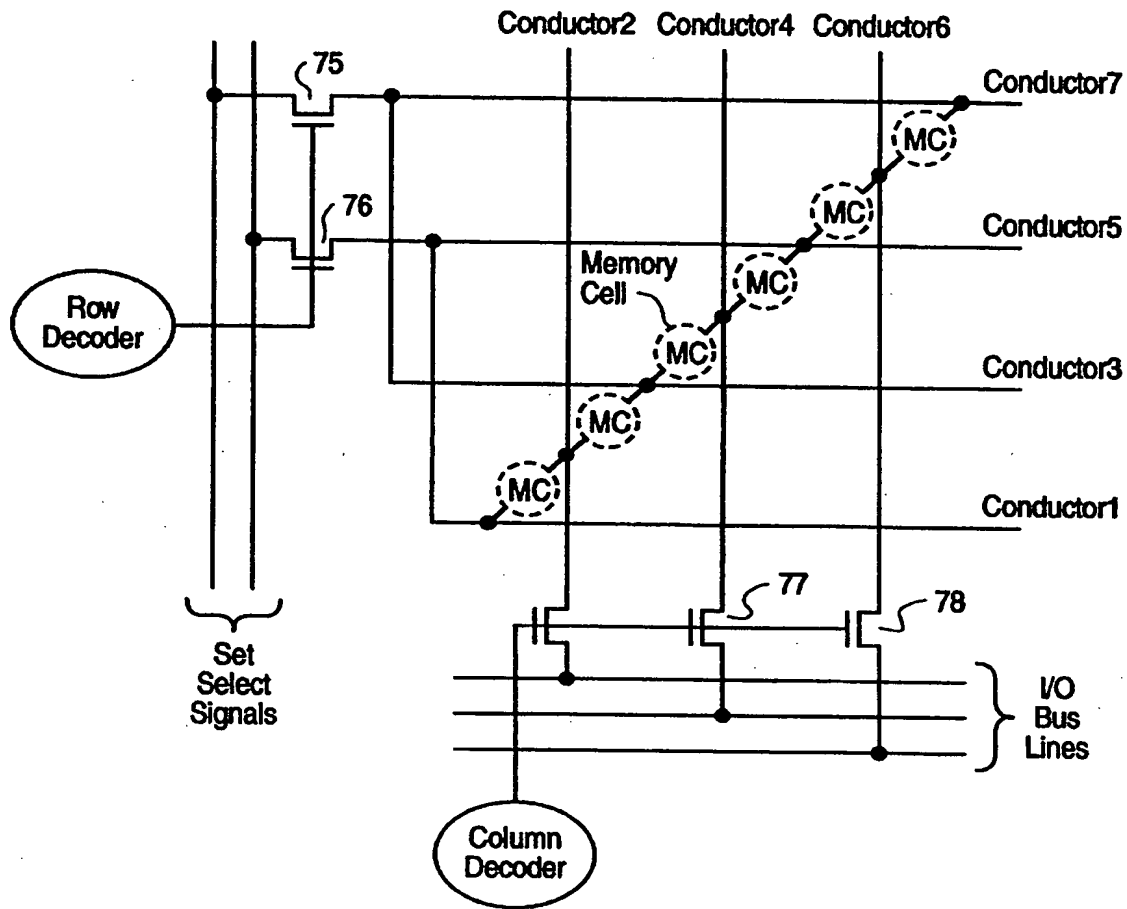 Conductor2 Conductor4 Conductor6
75
Conductor7
MC
76
MC
Conductor5
Memory
Cell
MC
Row
Decoder
MC
Conductor3
MC
MC
Conductor1
77
78
Set
Select
Signals
I/O
Bus
Lines
Column
Decoder